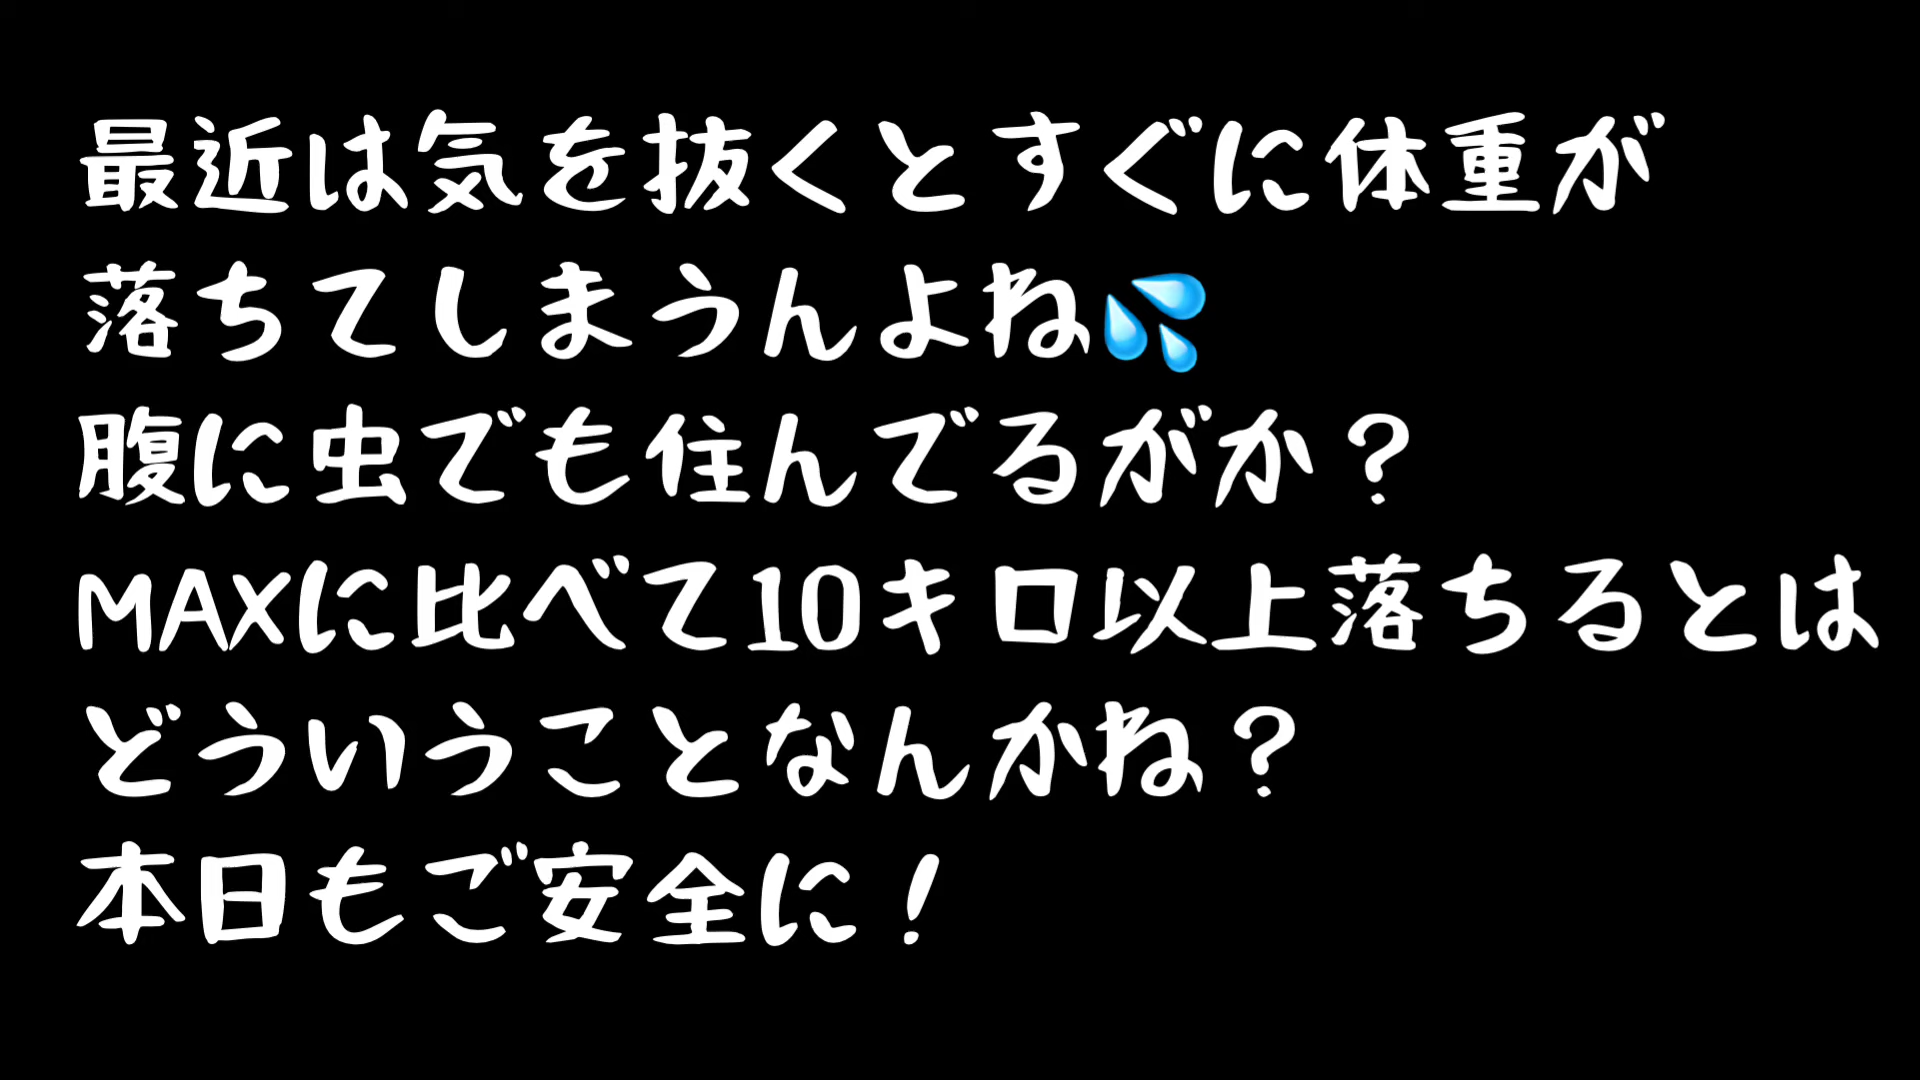 最近は気を抜くとすぐに体重が
落ちてしまうんよね💦
腹に虫でも住んでるがか？
MAXに比べて10キロ以上落ちるとは
どういうことなんかね？
本日もご安全に！